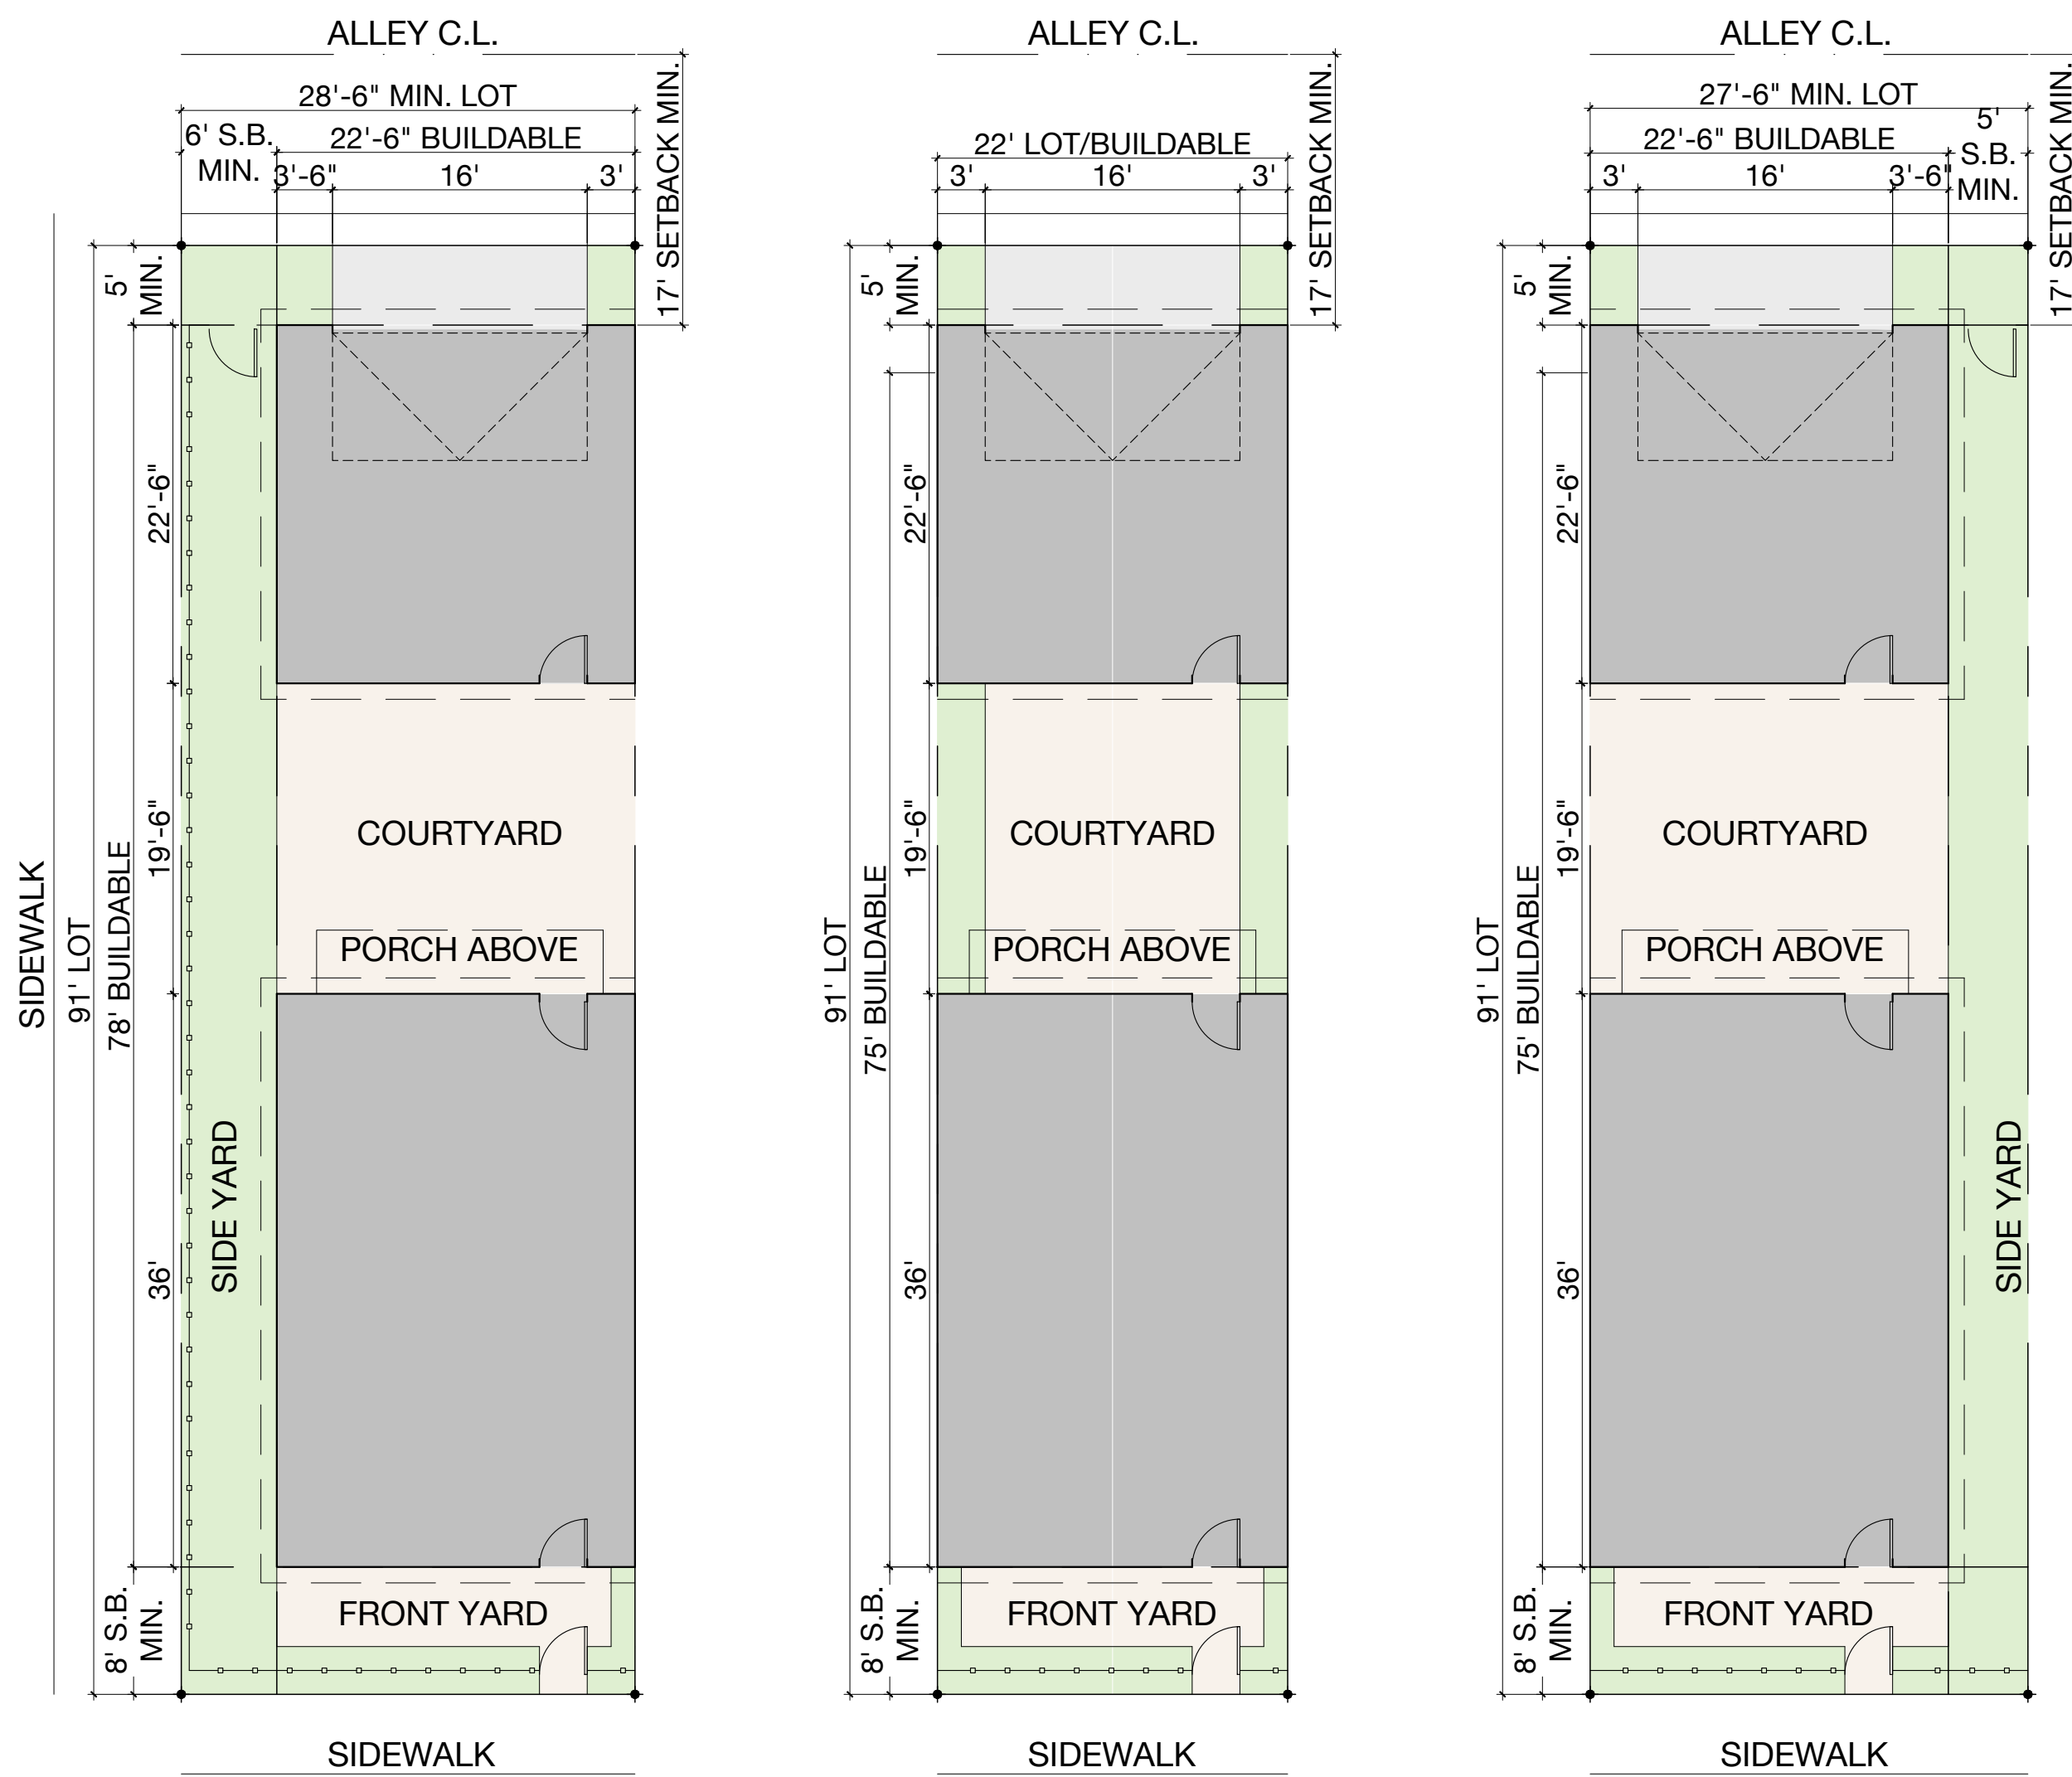 ALLEY C.L.
28'-6" MIN. LOT
6' S.B.
MIN.
22'-6" BUILDABLE
3'-6"
16'
3'
17' SETBACK MIN.
5'
MIN.
22'-6"
19'-6"
36'
SIDEWALK
91' LOT
78' BUILDABLE
COURTYARD
PORCH ABOVE
SIDE YARD
8' S.B.
MIN.
FRONT YARD
SIDEWALK
ALLEY C.L.
22' LOT/BUILDABLE
3'
16'
3'
17' SETBACK MIN.
5'
MIN.
22'-6"
19'-6"
36'
91' LOT
75' BUILDABLE
COURTYARD
PORCH ABOVE
8' S.B.
MIN.
FRONT YARD
SIDEWALK
ALLEY C.L.
27'-6" MIN. LOT
22'-6" BUILDABLE
5'
S.B.
MIN.
3'
16'
3'-6"
17' SETBACK MIN.
5'
MIN.
22'-6"
19'-6"
36'
91' LOT
75' BUILDABLE
COURTYARD
PORCH ABOVE
SIDE YARD
8' S.B.
MIN.
FRONT YARD
SIDEWALK